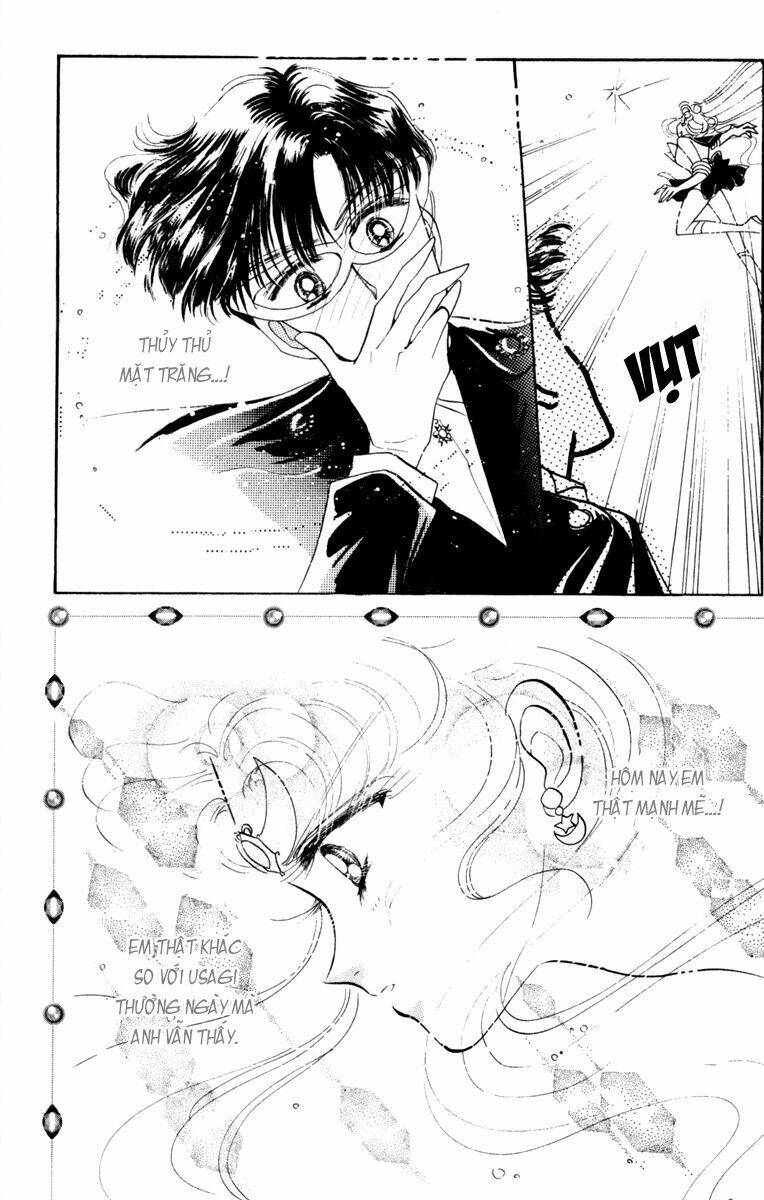 THỦY THỦ
MẶT TRĂNG...!
VỤT
HÔM NAY EM
THẬT MẠNH MẼ...!
EM THẬT KHÁC
SO VỚI USAGI
THƯỜNG NGÀY MÀ
ANH VẪN THẤY.